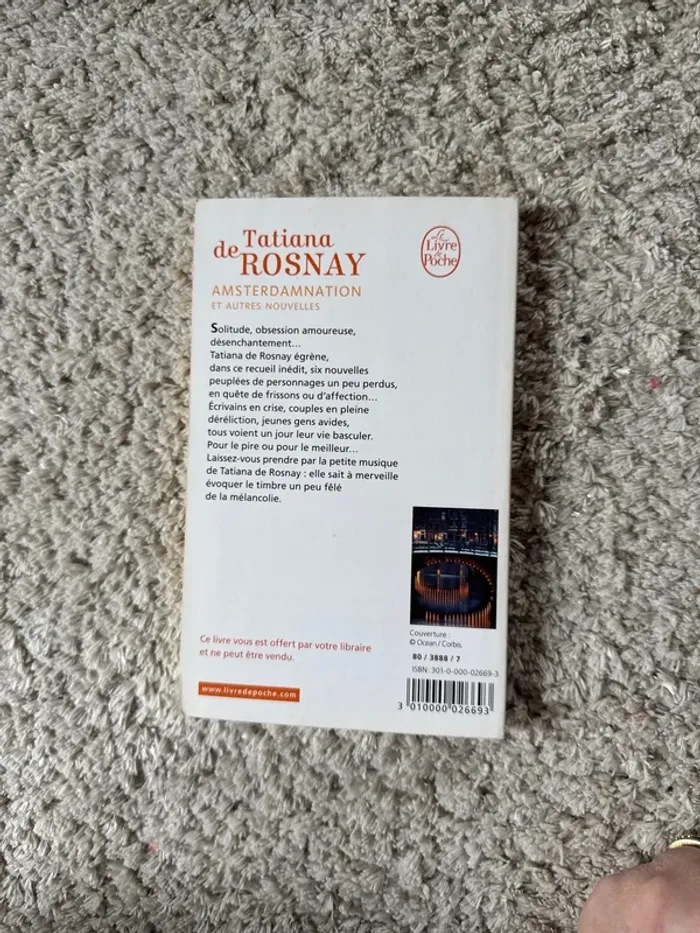 Tatiana
de ROSNAY
Le
Livre
de
Poche
AMSTERDAMNATION
ET AUTRES NOUVELLES
Solitude, obsession amoureuse,
désenchantement…
Tatiana de Rosnay égrène,
dans ce recueil inédit, six nouvelles
peuplées de personnages un peu perdus,
en quête de frissons ou d'affection…
Écrivains en crise, couples en pleine
déréliction, jeunes gens avides,
tous voient un jour leur vie basculer.
Pour le pire ou pour le meilleur…
Laissez-vous prendre par la petite musique
de Tatiana de Rosnay : elle sait à merveille
évoquer le timbre un peu fêlé
de la mélancolie.
Ce livre vous est offert par votre libraire
et ne peut être vendu.
www.livredepoche.com
Couverture :
© Ocean / Corbis.
80 / 3888 / 7
ISBN : 301-0-000-02669-3
3 010000 026693